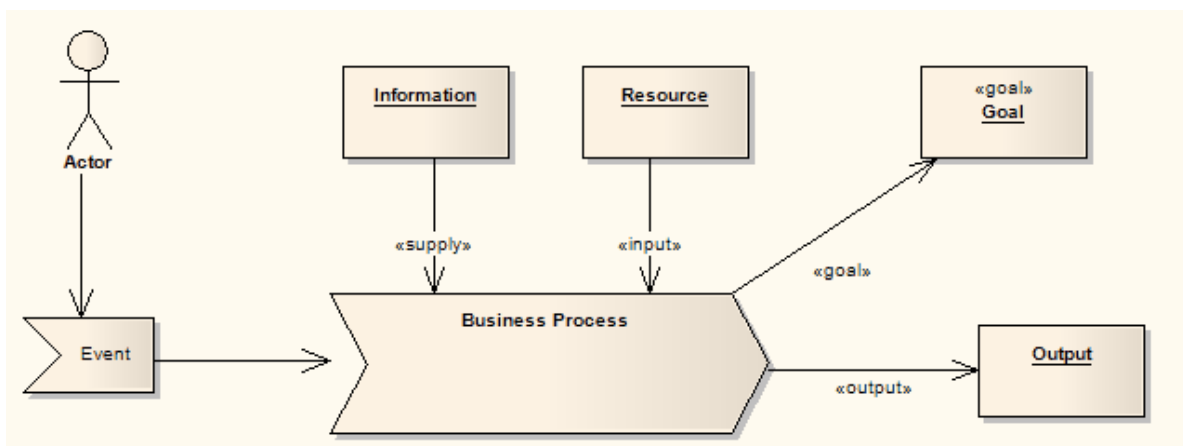 Actor
Information
Resource
«goal»
Goal
«supply»
«input»
«goal»
Event
Business Process
Output
«output»